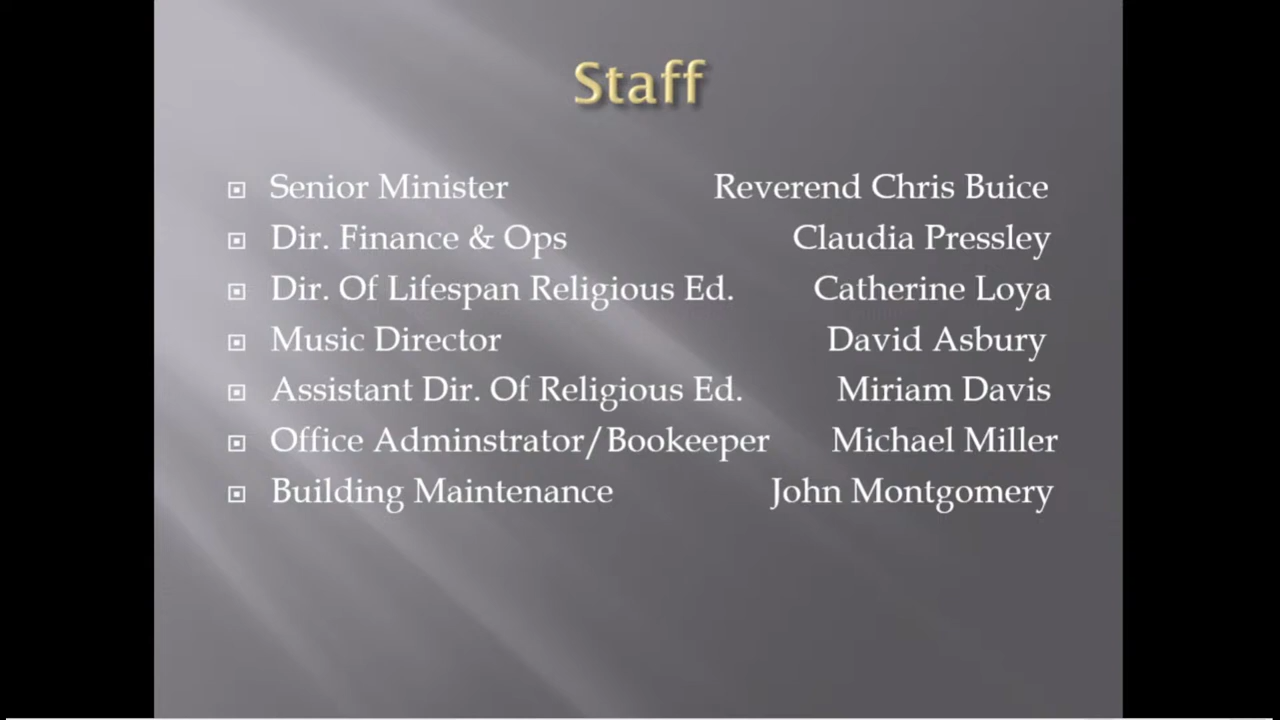 Staff
Senior Minister Reverend Chris Buice
Dir. Finance & Ops Claudia Pressley
Dir. Of Lifespan Religious Ed. Catherine Loya
Music Director David Asbury
Assistant Dir. Of Religious Ed. Miriam Davis
Office Adminstrator/Bookeeper Michael Miller
Building Maintenance John Montgomery